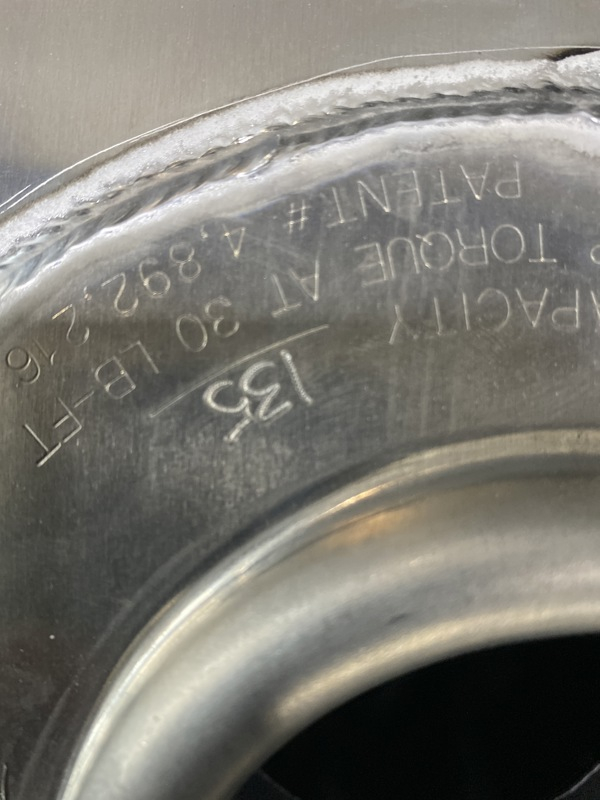 APACITY 135
P TORQUE AT 30 LB-FT
PATENT# 4,892,216